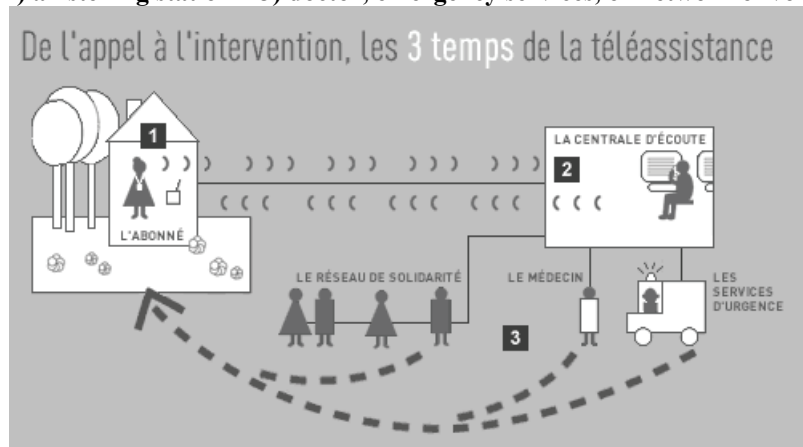 De l'appel à l'intervention, les 3 temps de la téléassistance
1
LA CENTRALE D'ÉCOUTE
2
L'ABONNÉ
LE RÉSEAU DE SOLIDARITÉ
LE MÉDECIN
LES
SERVICES
D'URGENCE
3